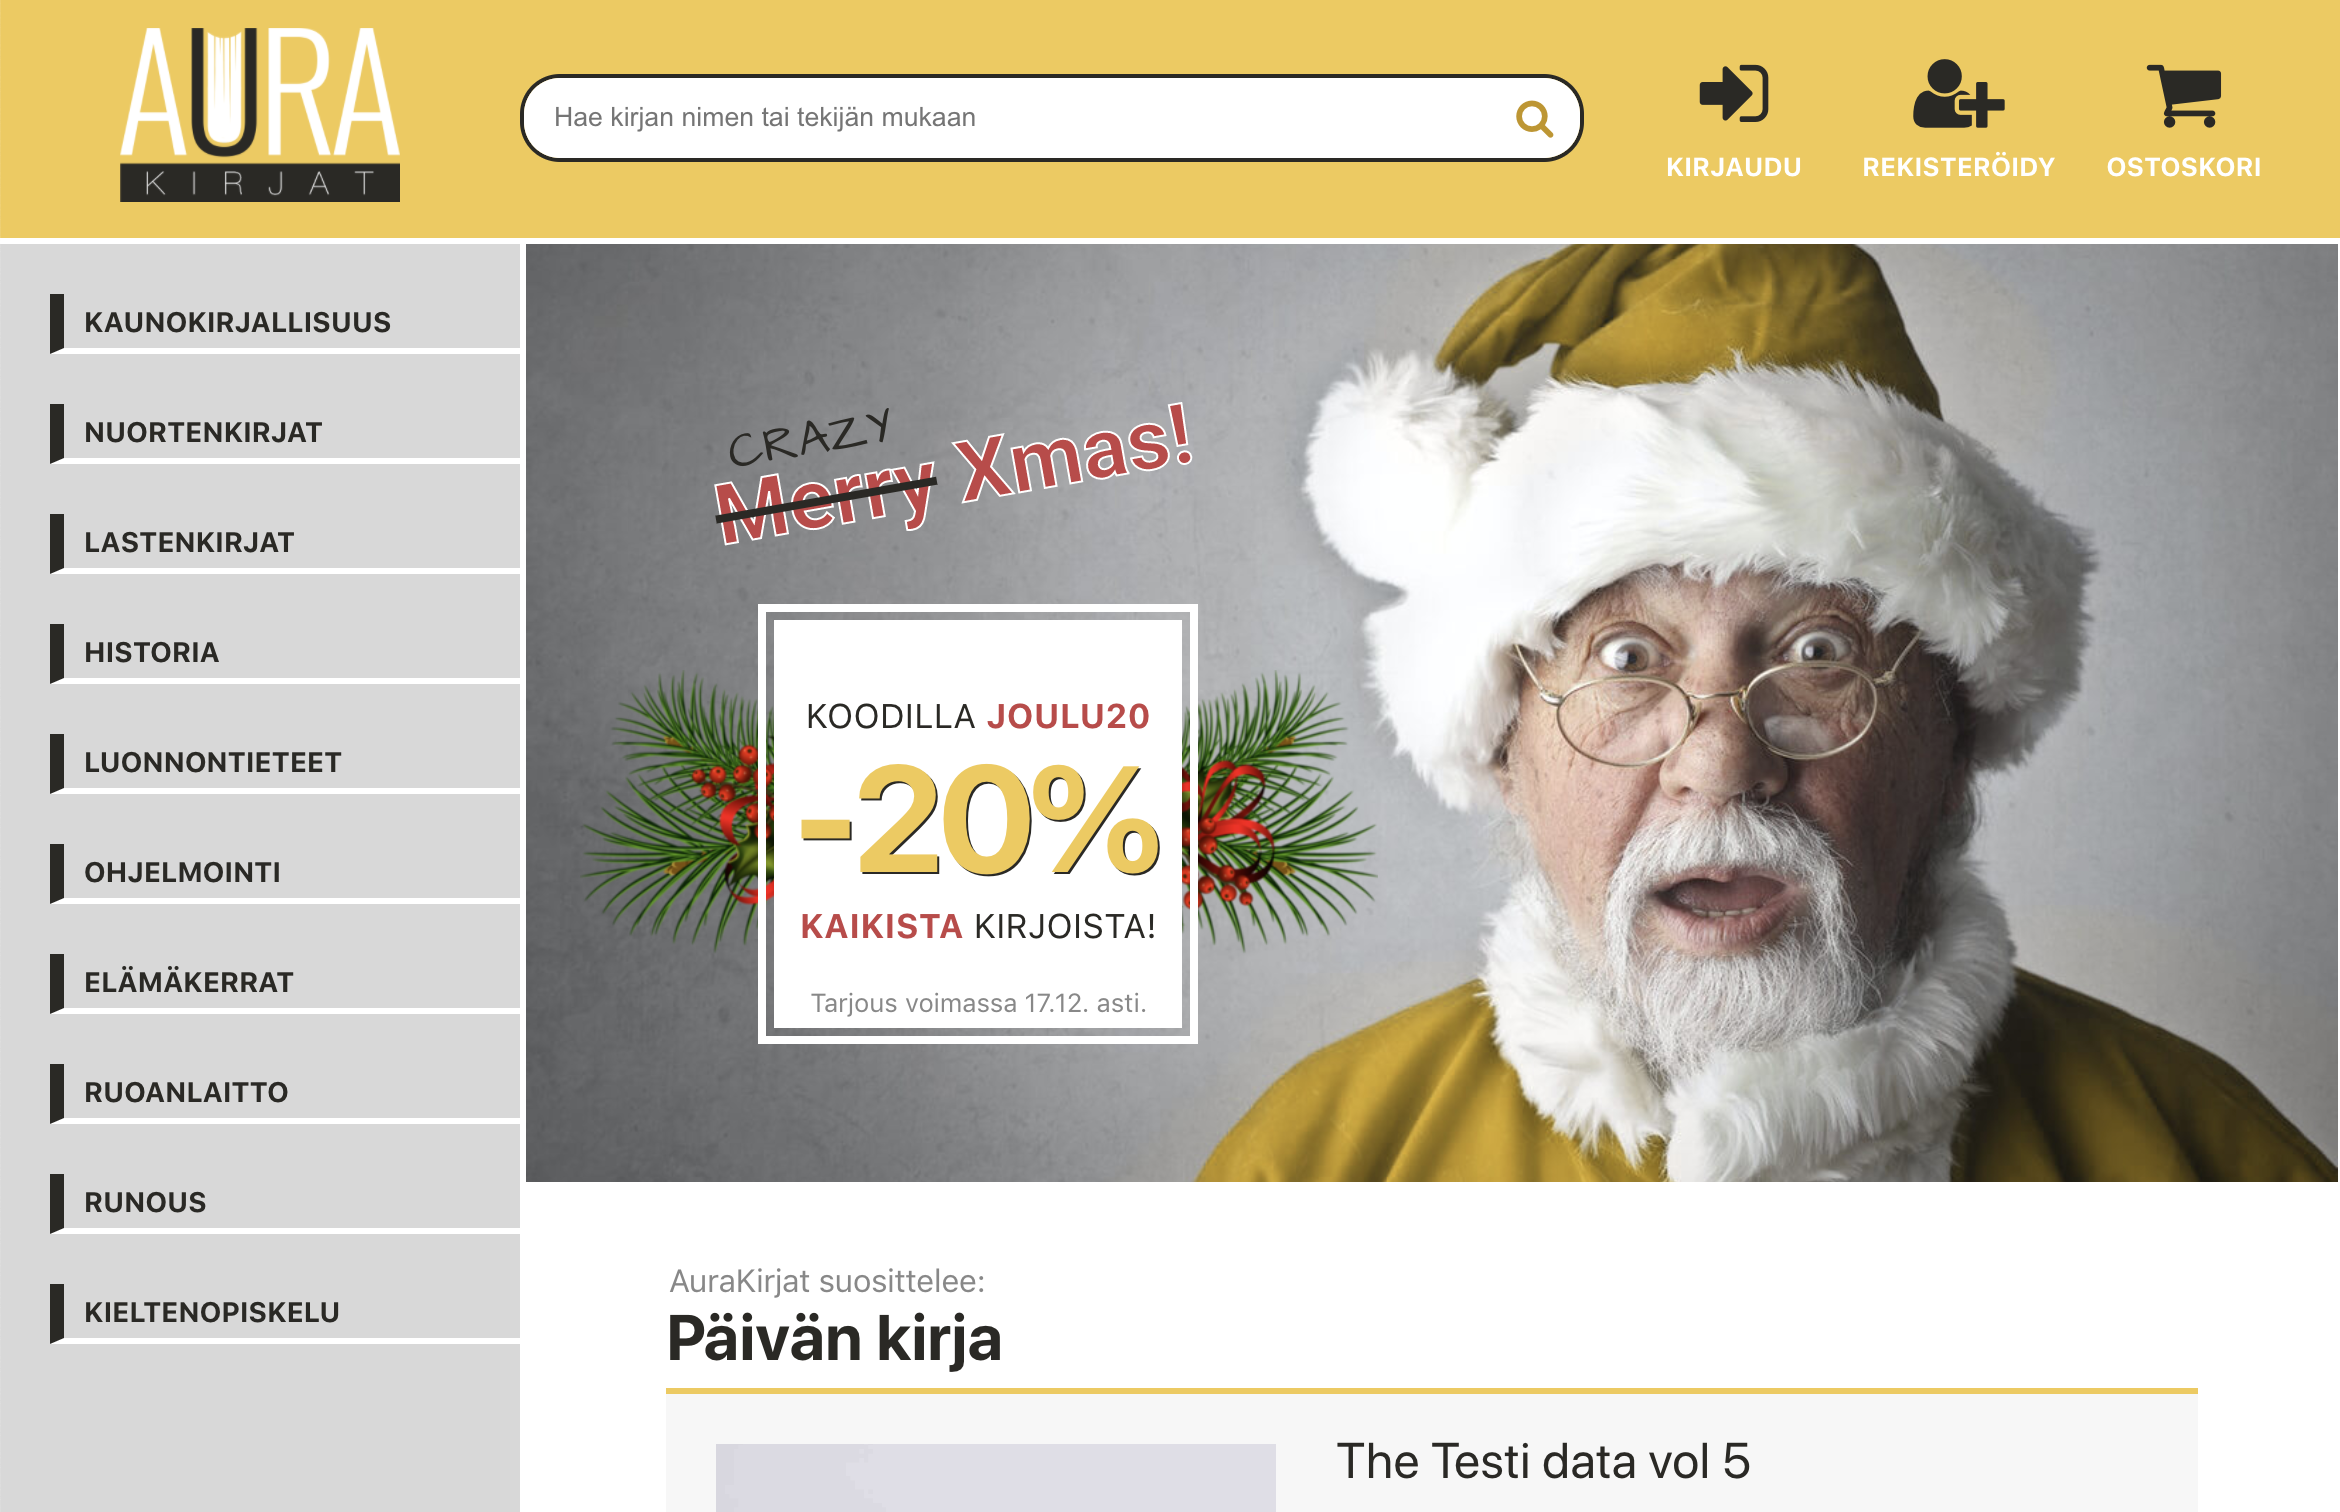 AURA
KIRJAT
Hae kirjan nimen tai tekijän mukaan
KIRJAUDU
REKISTERÖIDY
OSTOSKORI
KAUNOKIRJALLISUUS
NUORTENKIRJAT
LASTENKIRJAT
HISTORIA
LUONNONTIETEET
OHJELMOINTI
ELÄMÄKERRAT
RUOANLAITTO
RUNOUS
KIELTENOPISKELU
CRAZY
Merry Xmas!
KOODILLA JOULU20
-20%
KAIKISTA KIRJOISTA!
Tarjous voimassa 17.12. asti.
AuraKirjat suosittelee:
Päivän kirja
The Testi data vol 5